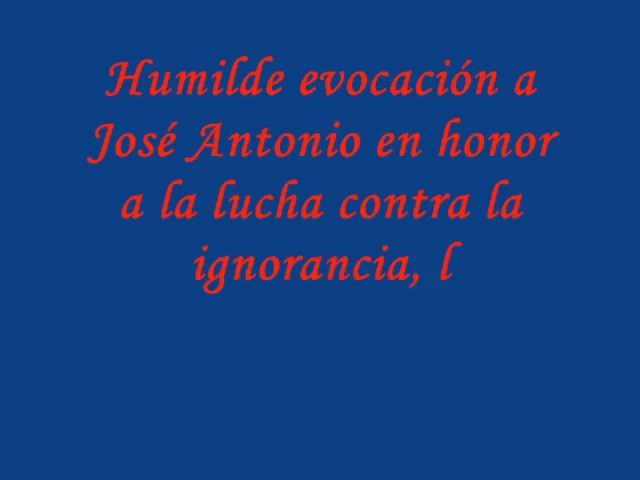 Humilde evocación a
José Antonio en honor
a la lucha contra la
ignorancia, l